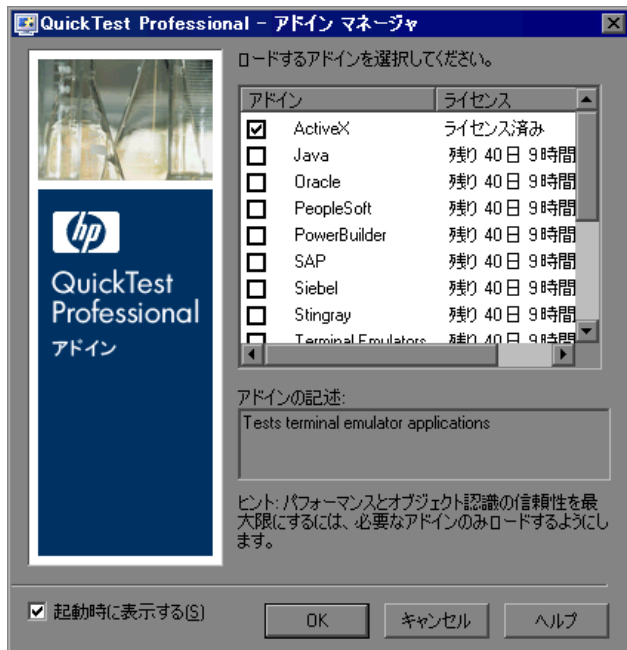 QuickTest Professional - アドイン マネージャ
ロードするアドインを選択してください。
アドイン ライセンス
ActiveX ライセンス済み
Java 残り 40 日 9 時間
Oracle 残り 40 日 9 時間
PeopleSoft 残り 40 日 9 時間
PowerBuilder 残り 40 日 9 時間
SAP 残り 40 日 9 時間
Siebel 残り 40 日 9 時間
Stingray 残り 40 日 9 時間
Terminal Emulators 残り 40 日 9 時間
hp
QuickTest
Professional
アドイン
アドインの記述:
Tests terminal emulator applications
ヒント: パフォーマンスとオブジェクト認識の信頼性を最
大限にするには、必要なアドインのみロードするようにし
ます。
起動時に表示する(S)
OK キャンセル ヘルプ